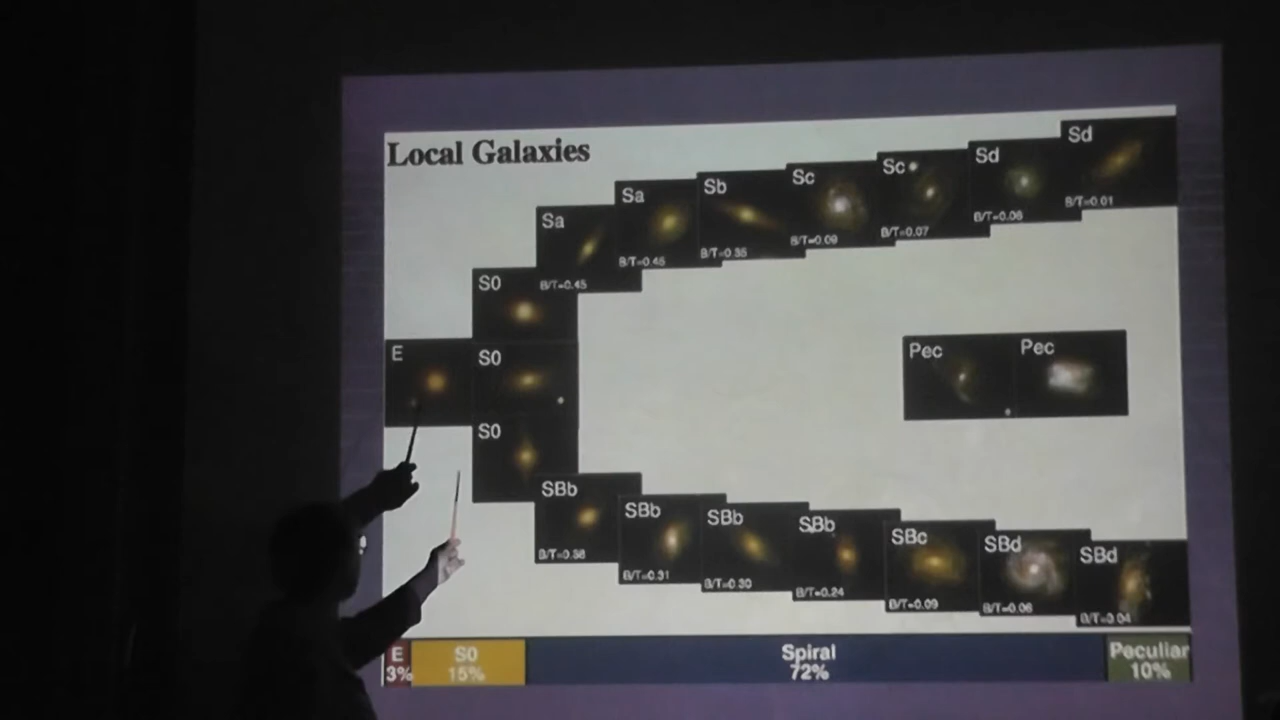 Local Galaxies
Sd
B/T=0.01
Sd
B/T=0.06
Sc
B/T=0.07
Sc
B/T=0.09
Sb
B/T=0.35
Sa
B/T=0.45
Sa
B/T=0.45
S0
E
S0
S0
Pec
Pec
SBb
B/T=0.38
SBb
B/T=0.31
SBb
B/T=0.30
SBb
B/T=0.24
SBc
B/T=0.09
SBd
B/T=0.06
SBd
B/T=0.04
E
3%
S0
15%
Spiral
72%
Peculiar
10%